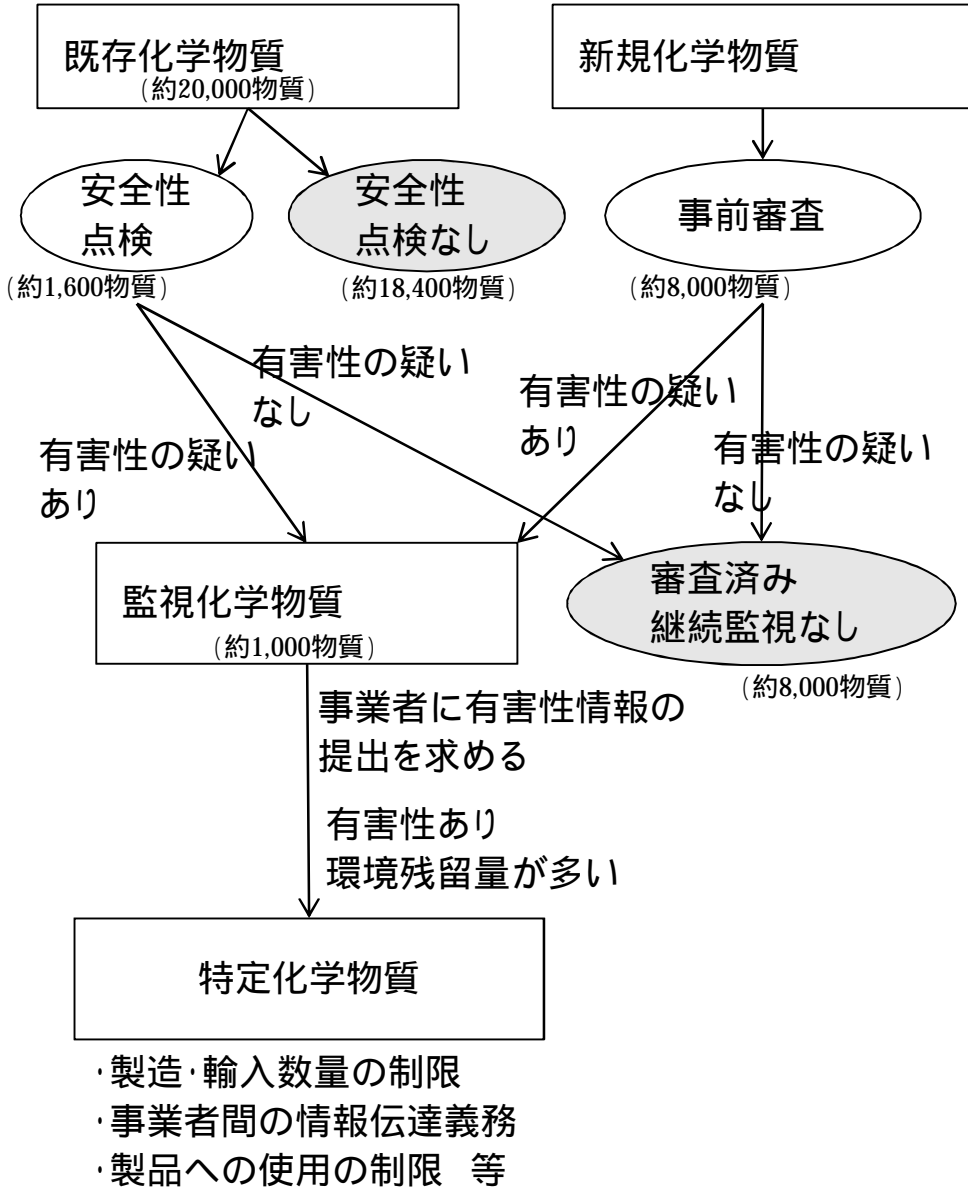 既存化学物質
(約20,000物質)
新規化学物質
安全性
点検
(約1,600物質)
安全性
点検なし
(約18,400物質)
事前審査
(約8,000物質)
有害性の疑い
なし
有害性の疑い
あり
有害性の疑い
あり
有害性の疑い
なし
監視化学物質
(約1,000物質)
審査済み
継続監視なし
(約8,000物質)
事業者に有害性情報の
提出を求める
有害性あり
環境残留量が多い
特定化学物質
・製造・輸入数量の制限
・事業者間の情報伝達義務
・製品への使用の制限 等